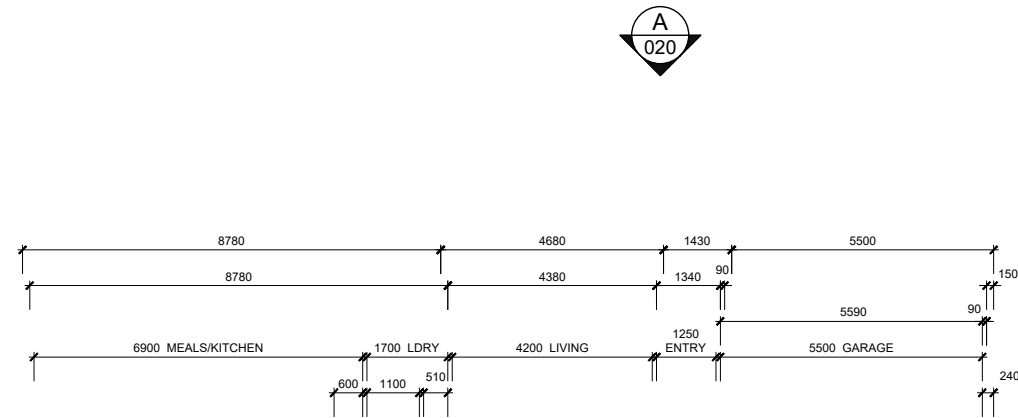 A
020
8780 4680 1430 5500
8780 4380 1340 90 150
5590 90
6900 MEALS/KITCHEN 1700 LDRY 4200 LIVING 1250 ENTRY 5500 GARAGE
600 1100 510 240